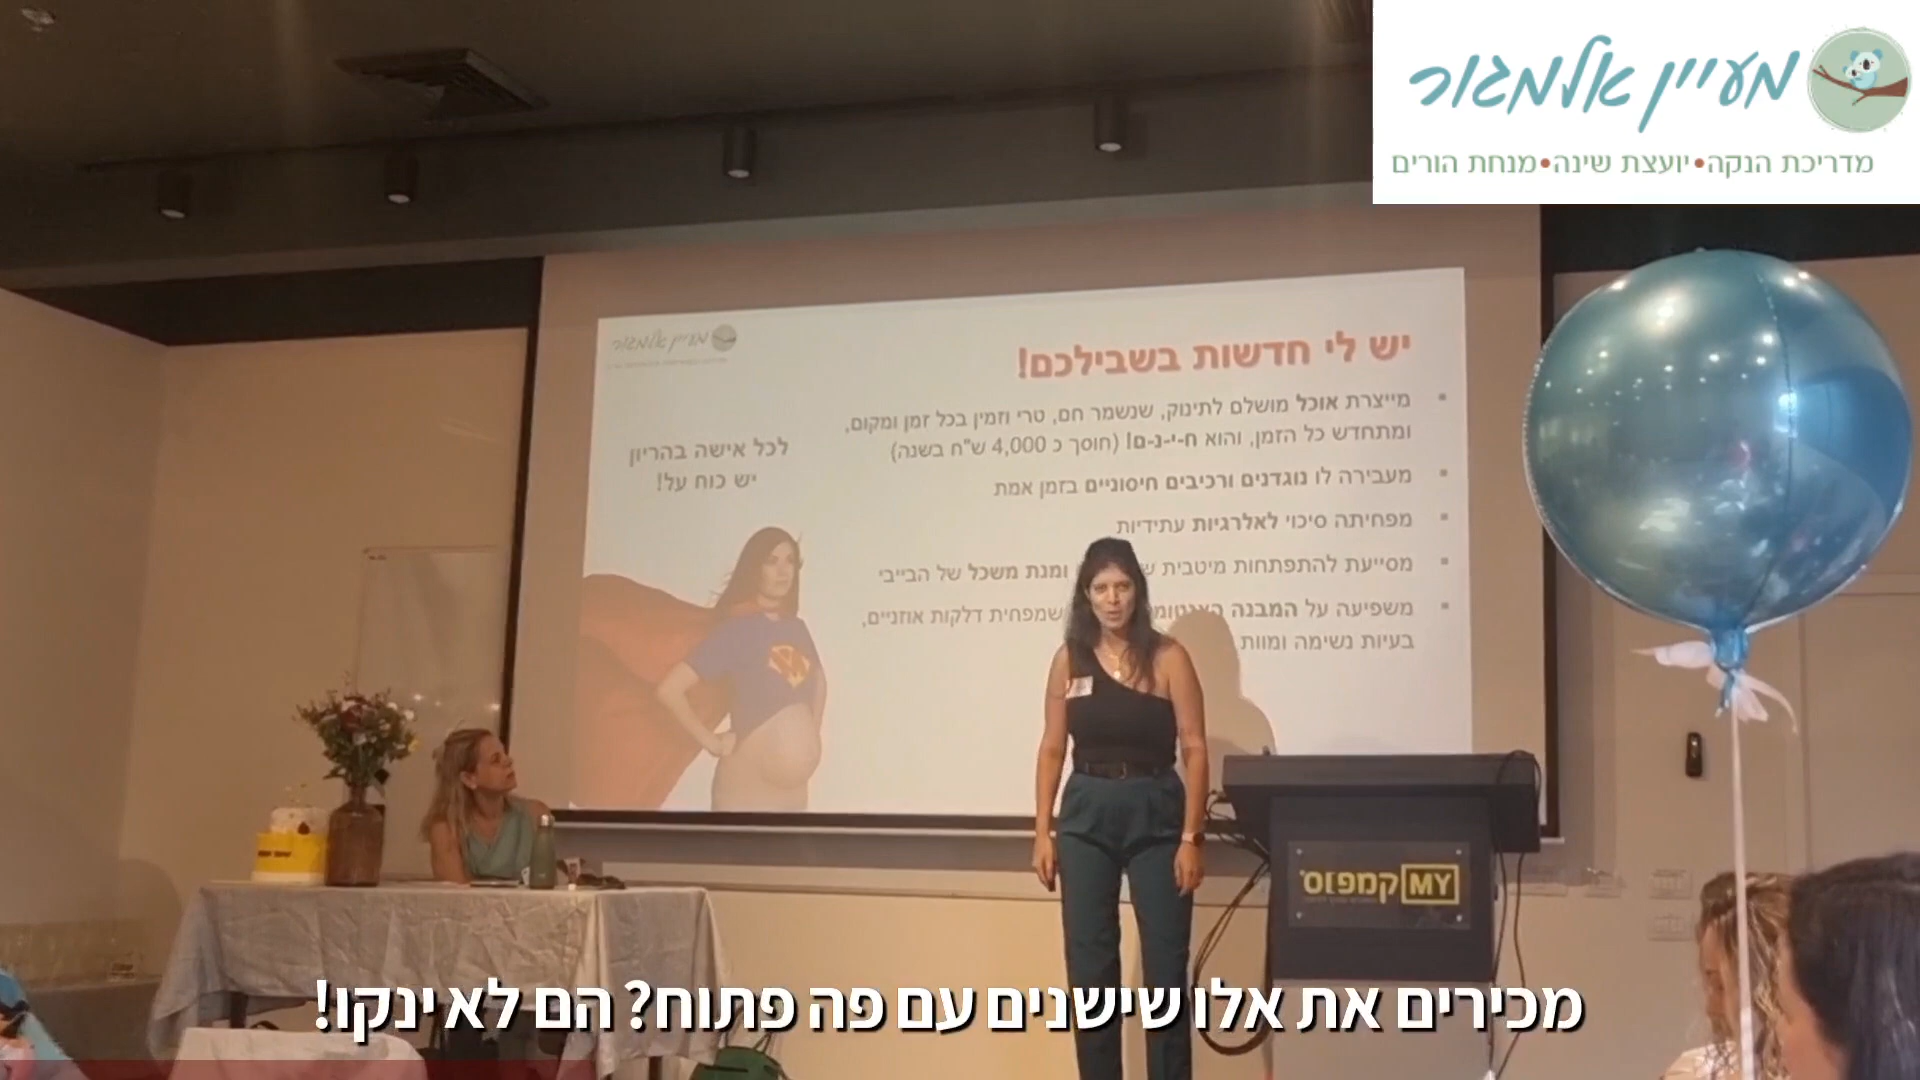 מעיין אלמגור
מדריכת הנקה•יועצת שינה•מנחת הורים
מעיין אלמגור
יש לי חדשות בשבילכם!
מייצרת אוכל מושלם לתינוק, שנשמר חם, טרי וזמין בכל זמן ומקום,
ומתחדש כל הזמן, והוא ח-י-נ-ם! (חוסך כ 4,000 ש"ח בשנה)
מעבירה לו נוגדנים ורכיבים חיסוניים בזמן אמת
מפחיתה סיכוי לאלרגיות עתידיות
מסייעת להתפתחות מיטבית ומנת משכל של הבייבי
משפיעה על המבנה שמפחית דלקות אוזניים,
בעיות נשימה ומוות
לכל אישה בהריון
יש כוח על!
MY קמפוס
מכירים את אלו שישנים עם פה פתוח? הם לא ינקו!